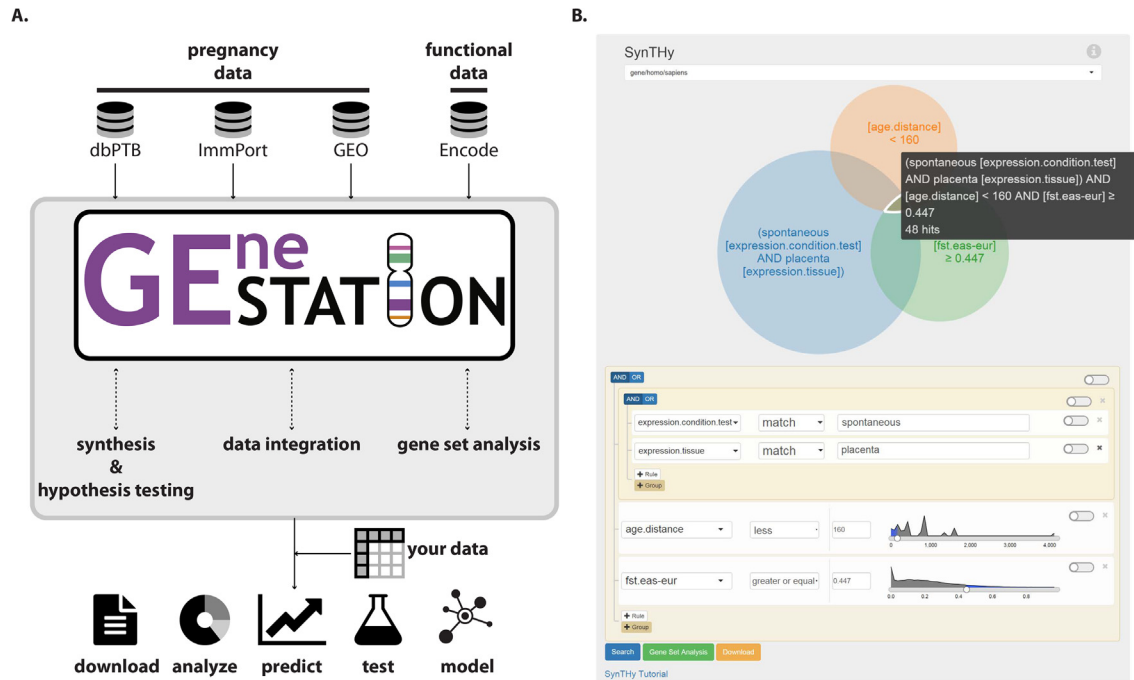 A.
pregnancy
data
functional
data
dbPTB
ImmPort
GEO
Encode
GEne
STATION
synthesis
&
hypothesis testing
data integration
gene set analysis
your data
download
analyze
predict
test
model
B.
SynTHy
gene/homo/sapiens
[age.distance]
< 160
(spontaneous [expression.condition.test]
AND placenta [expression.tissue]) AND
[age.distance] < 160 AND [fst.eas-eur] ≥
0.447
48 hits
(spontaneous
[expression.condition.test]
AND placenta
[expression.tissue])
[fst.eas-eur]
≥ 0.447
AND OR
AND OR
expression.condition.test match spontaneous
expression.tissue match placenta
+ Rule
+ Group
age.distance less 160
0 1,000 2,000 3,000 4,000
fst.eas-eur greater or equal 0.447
0.0 0.2 0.4 0.6 0.8
+ Rule
+ Group
Search Gene Set Analysis Download
SynTHy Tutorial